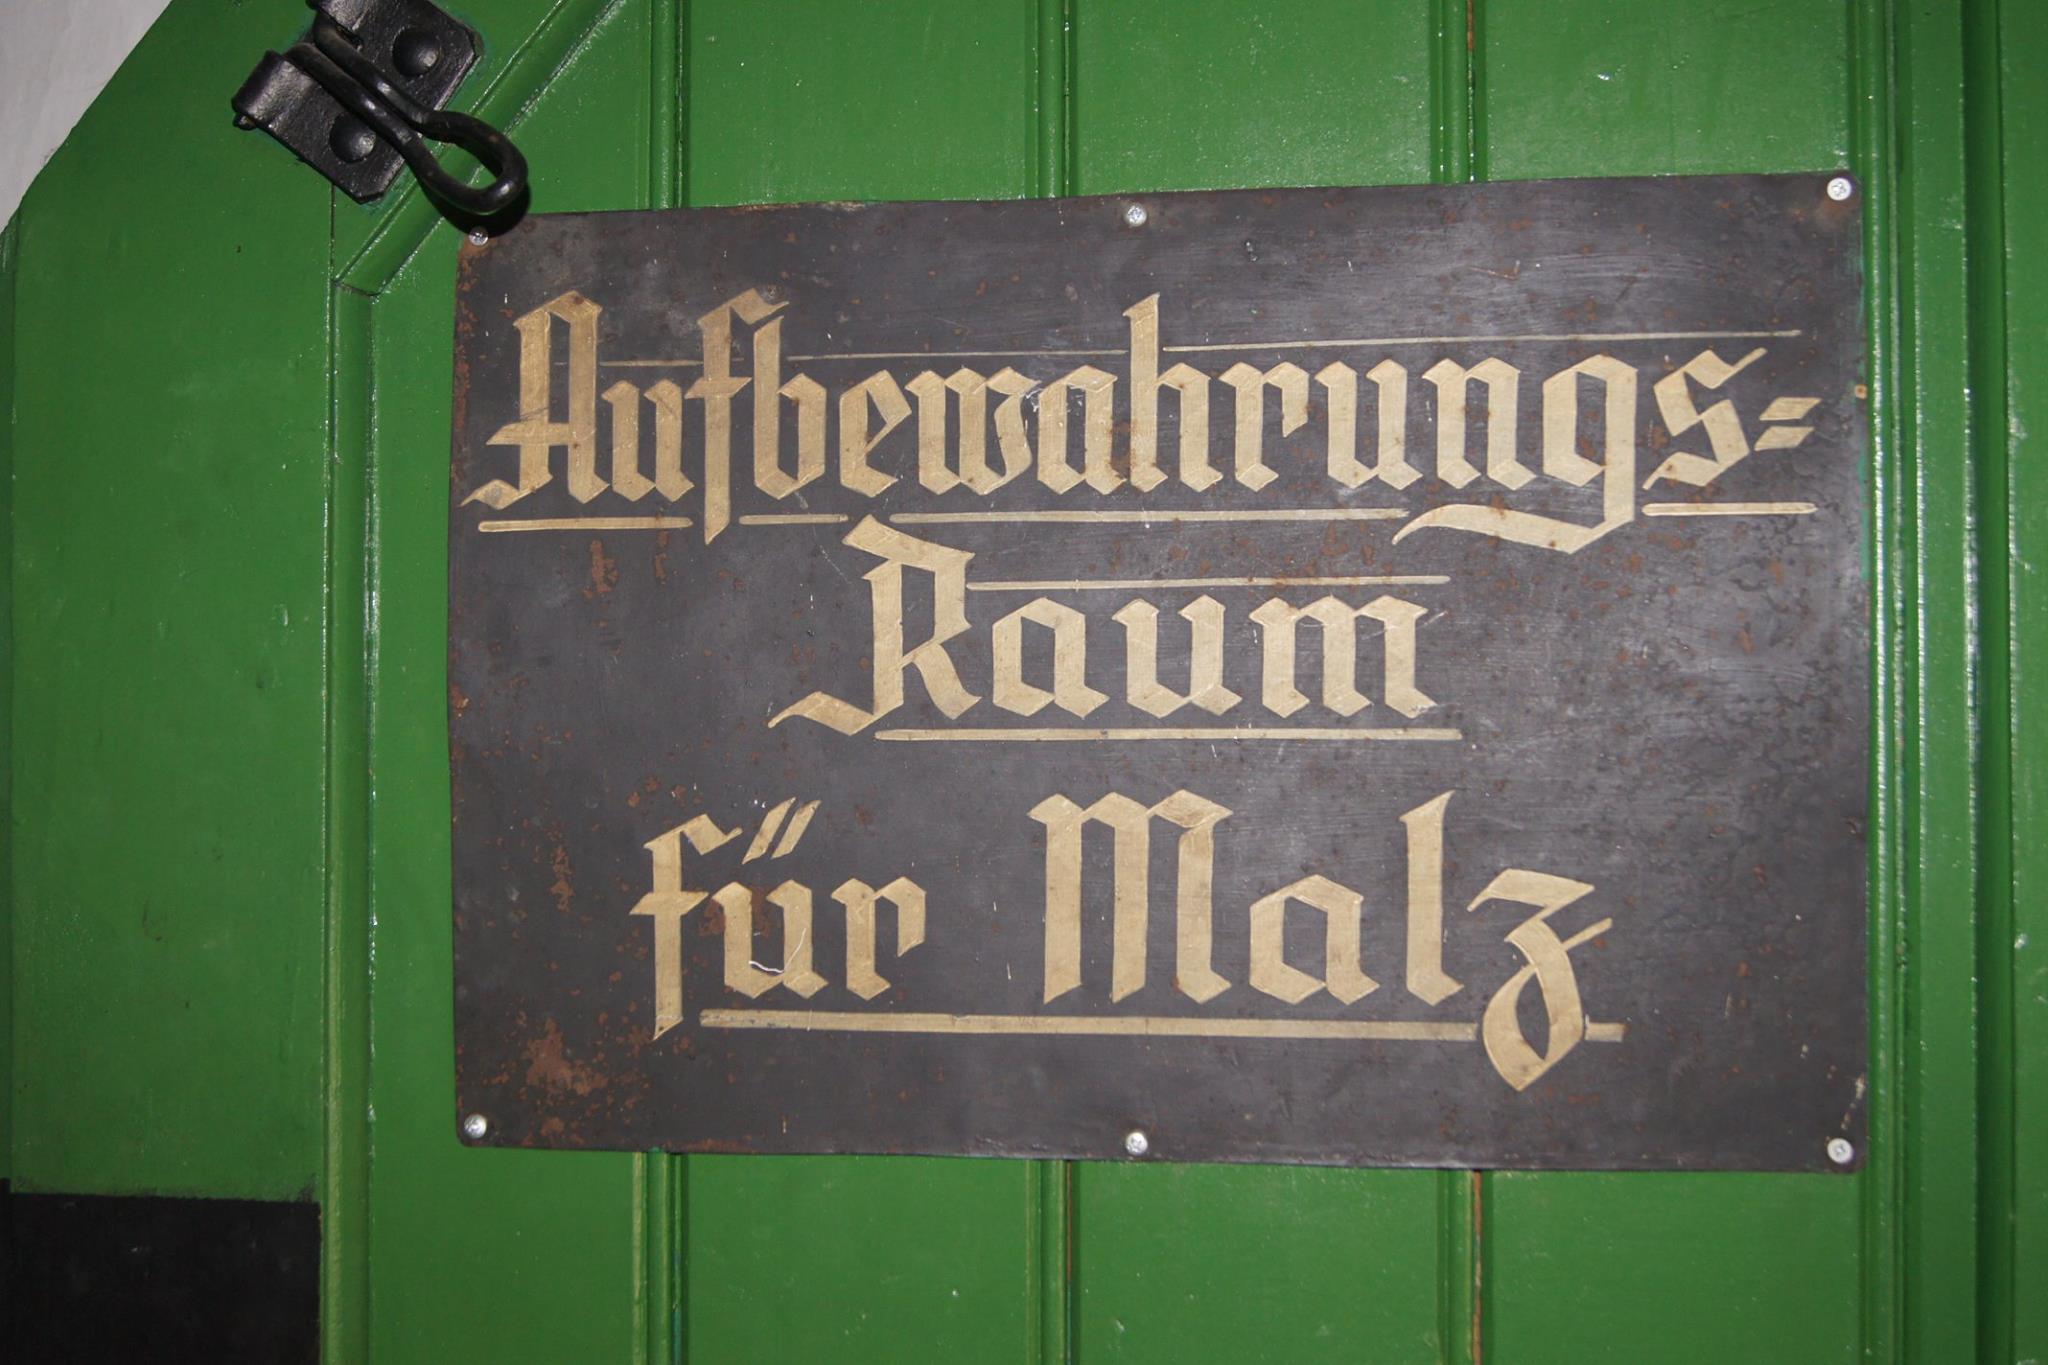 Aufbewahrungs=
Raum
für Malz